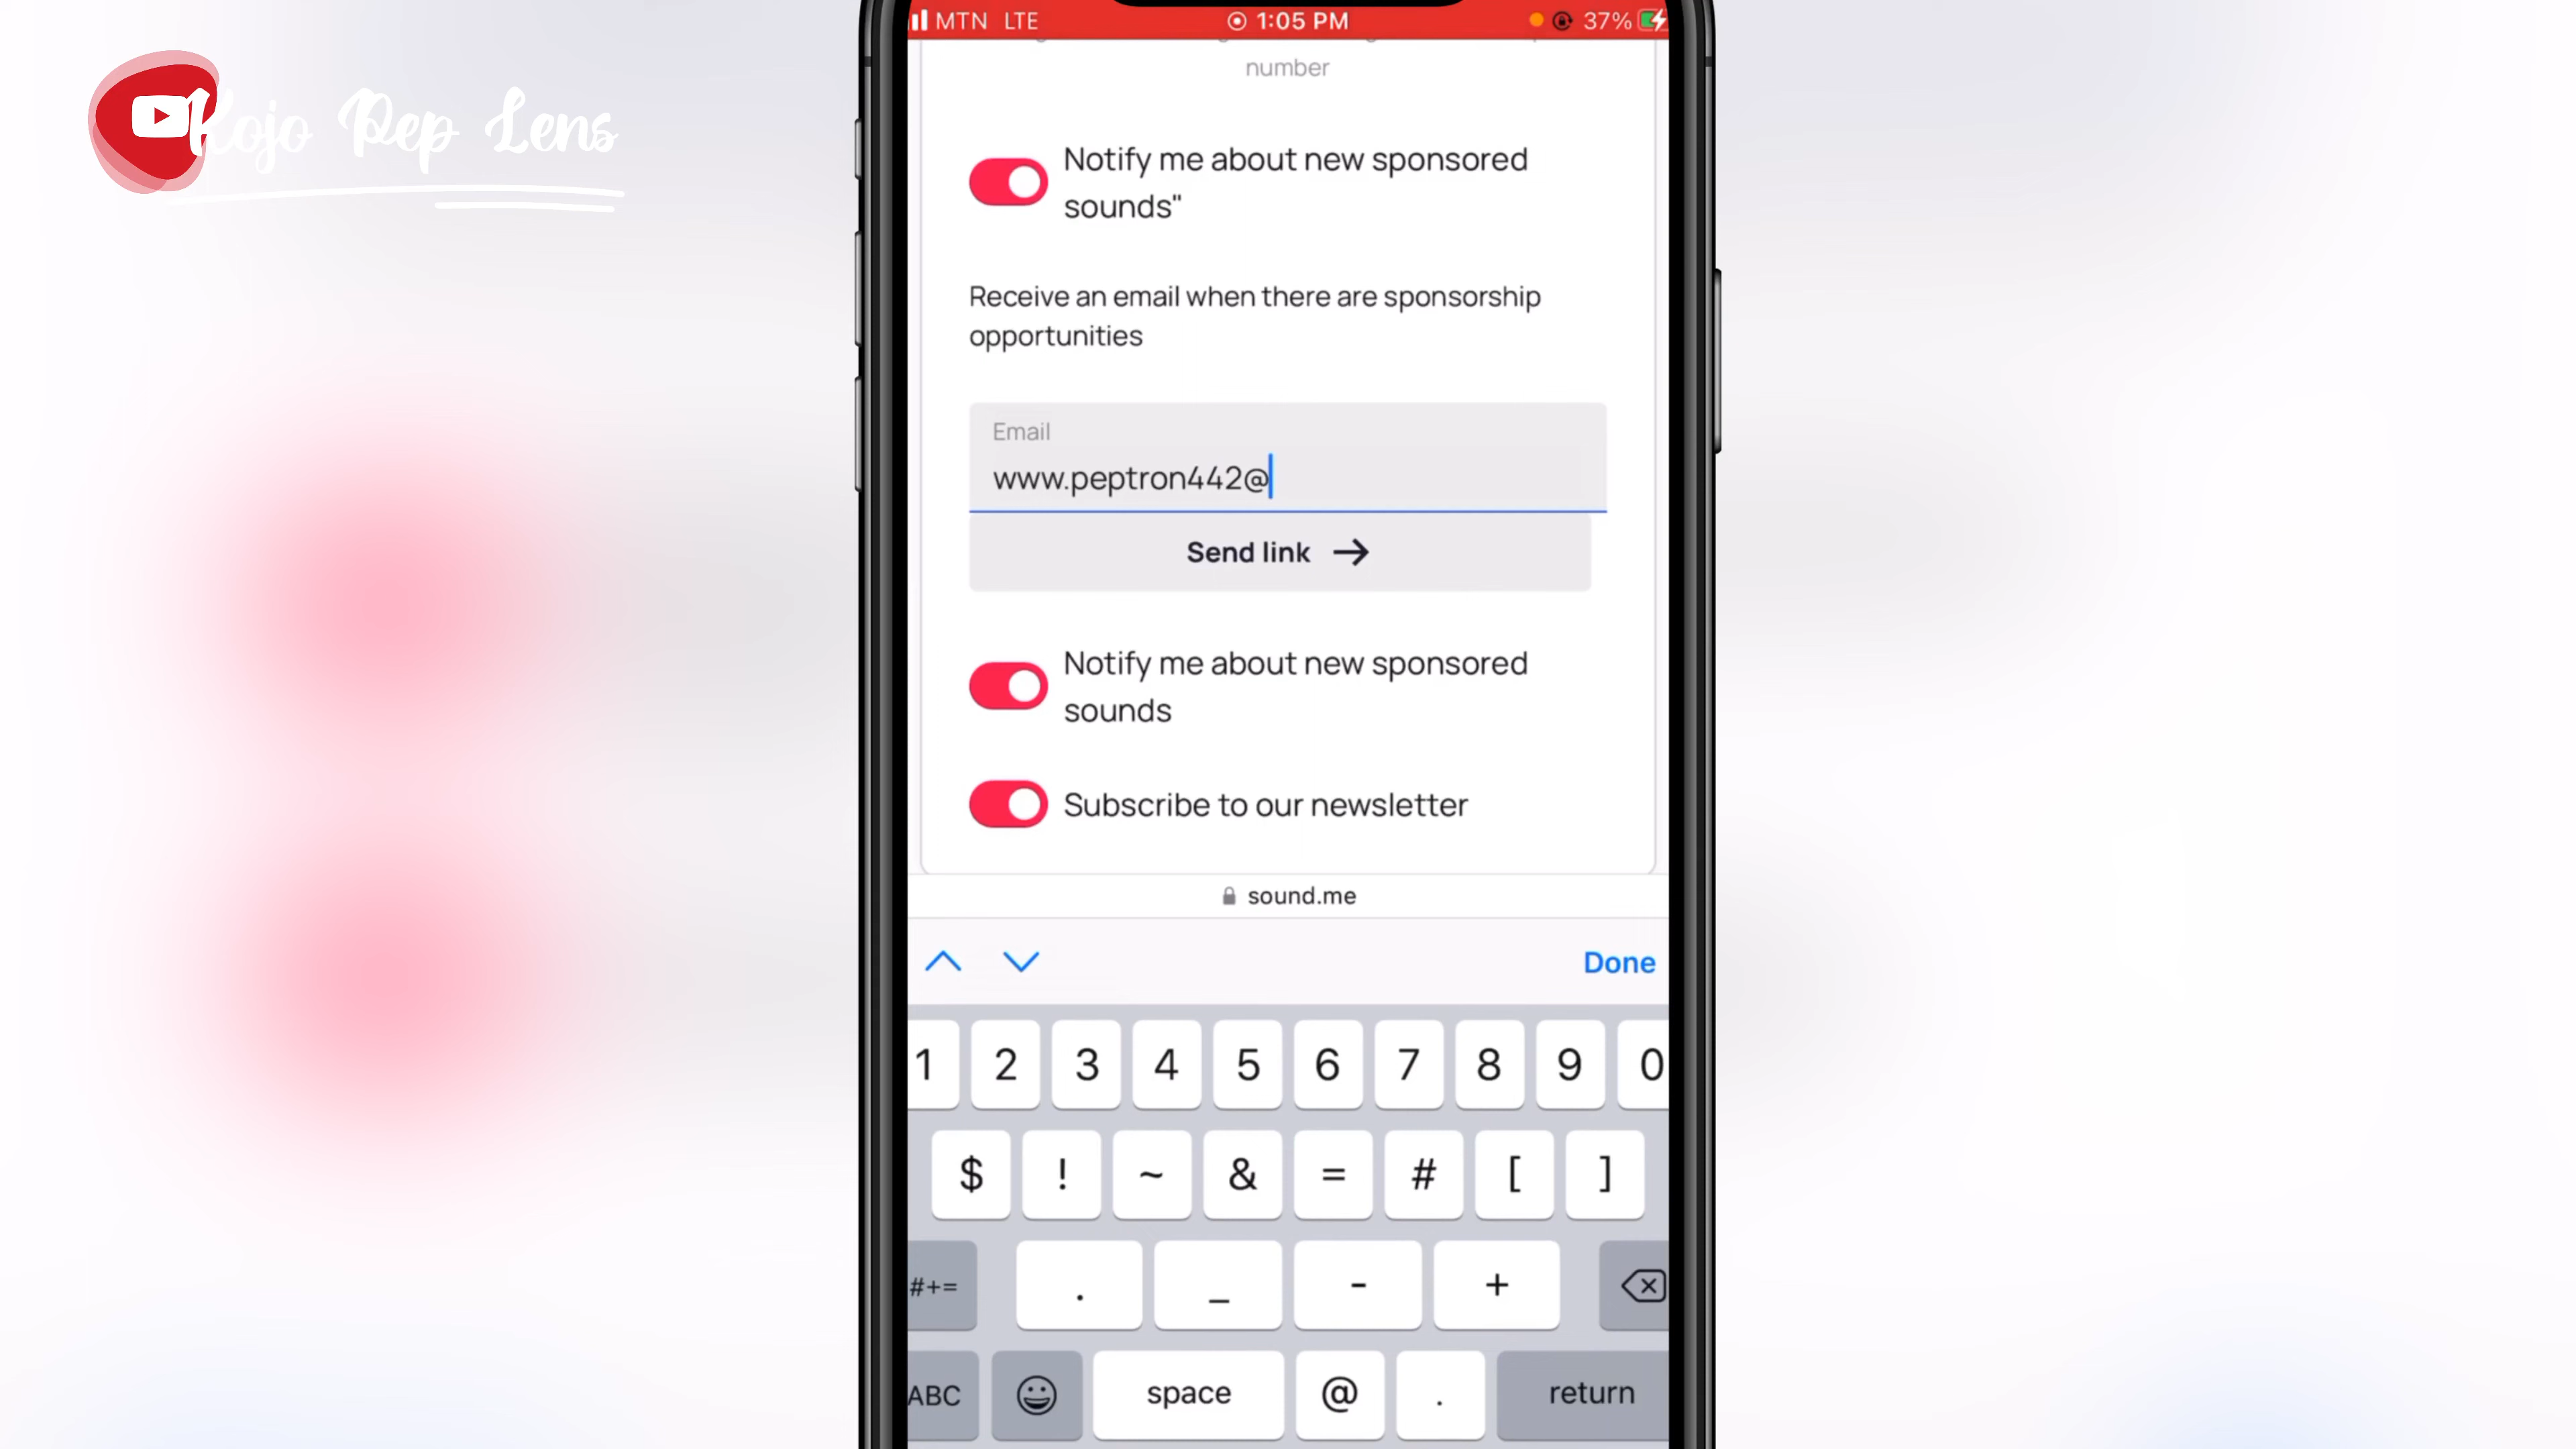 Kojo Pep Lens
MTN LTE 1:05 PM 37%
number
Notify me about new sponsored
sounds"
Receive an email when there are sponsorship
opportunities
Email
www.peptron442@
Send link →
Notify me about new sponsored
sounds
Subscribe to our newsletter
sound.me
Done
1 2 3 4 5 6 7 8 9 0
$ ! ~ & = # [ ]
#+= . _ - +
ABC space @ . return